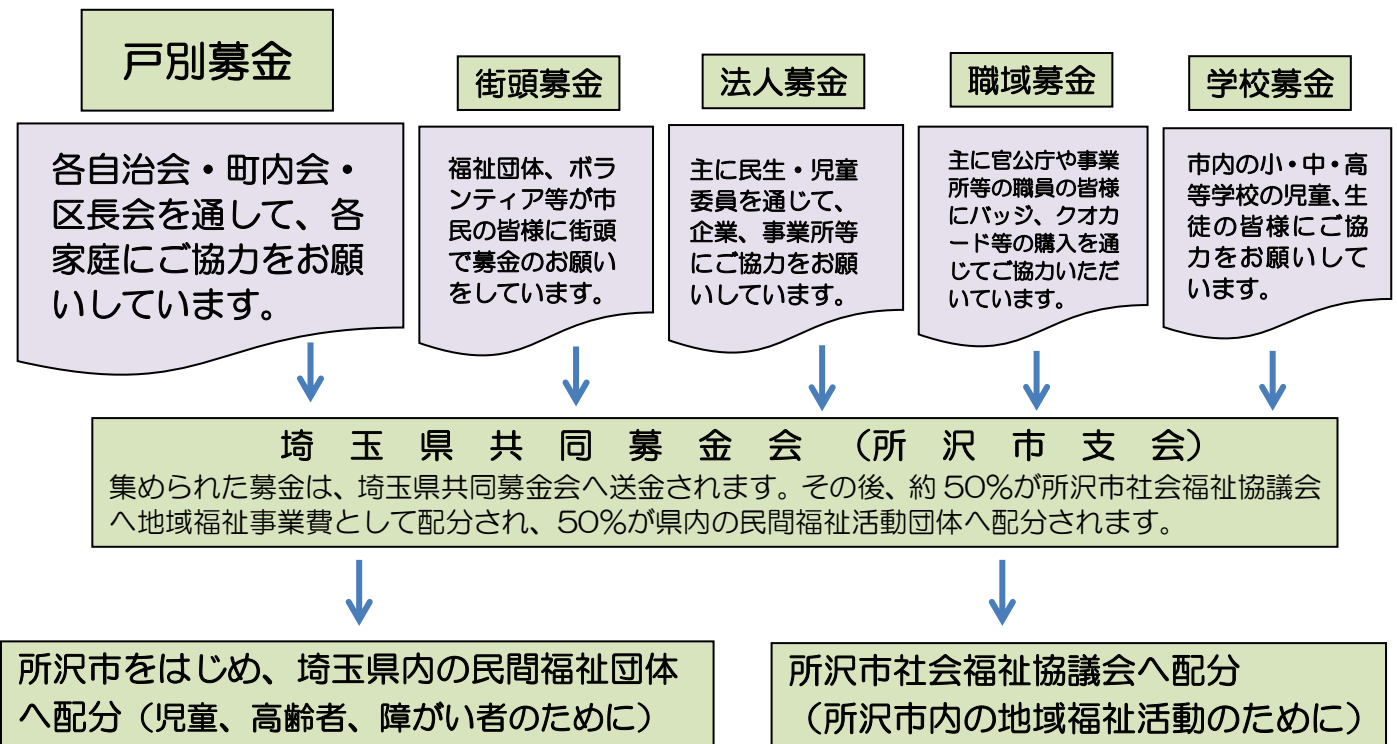 戸別募金
各自治会・町内会・
区長会を通して、各
家庭にご協力をお願
いしています。
街頭募金
福祉団体、ボラ
ンティア等が市
民の皆様に街頭
で募金のお願い
をしています。
法人募金
主に民生・児童
委員を通じて、
企業、事業所等
にご協力をお願
いしています。
職域募金
主に官公庁や事業
所等の職員の皆様
にバッジ、クオカ
ード等の購入を通
じてご協力いただ
いています。
学校募金
市内の小・中・高
等学校の児童、生
徒の皆様にご協
力をお願いして
います。
埼玉県共同募金会（所沢市支会）
集められた募金は、埼玉県共同募金会へ送金されます。その後、約50%が所沢市社会福祉協議会
へ地域福祉事業費として配分され、50%が県内の民間福祉活動団体へ配分されます。
所沢市をはじめ、埼玉県内の民間福祉団体
へ配分（児童、高齢者、障がい者のために）
所沢市社会福祉協議会へ配分
（所沢市内の地域福祉活動のために）